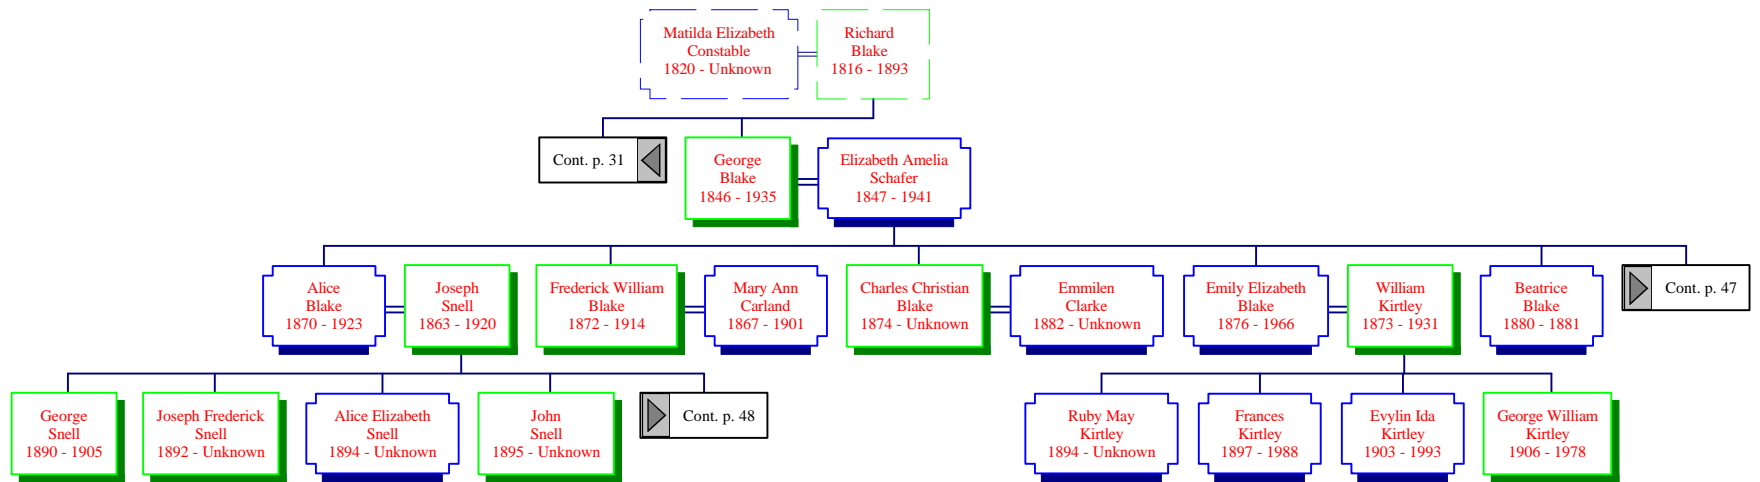 Matilda Elizabeth
Constable
1820 - Unknown
Richard
Blake
1816 - 1893
Cont. p. 31
George
Blake
1846 - 1935
Elizabeth Amelia
Schafer
1847 - 1941
Alice
Blake
1870 - 1923
Joseph
Snell
1863 - 1920
Frederick William
Blake
1872 - 1914
Mary Ann
Carland
1867 - 1901
Charles Christian
Blake
1874 - Unknown
Emmilen
Clarke
1882 - Unknown
Emily Elizabeth
Blake
1876 - 1966
William
Kirtley
1873 - 1931
Beatrice
Blake
1880 - 1881
Cont. p. 47
George
Snell
1890 - 1905
Joseph Frederick
Snell
1892 - Unknown
Alice Elizabeth
Snell
1894 - Unknown
John
Snell
1895 - Unknown
Cont. p. 48
Ruby May
Kirtley
1894 - Unknown
Frances
Kirtley
1897 - 1988
Evylin Ida
Kirtley
1903 - 1993
George William
Kirtley
1906 - 1978